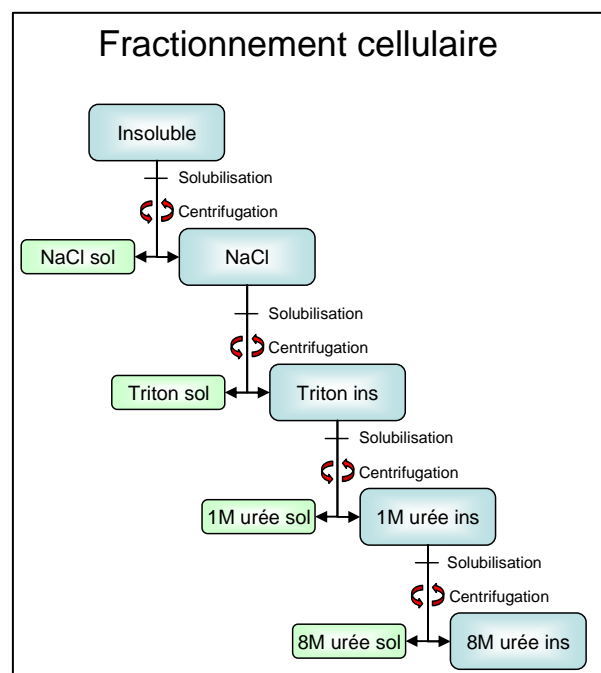 Fractionnement cellulaire
Insoluble
Solubilisation
Centrifugation
NaCl sol
NaCl
Solubilisation
Centrifugation
Triton sol
Triton ins
Solubilisation
Centrifugation
1M urée sol
1M urée ins
Solubilisation
Centrifugation
8M urée sol
8M urée ins